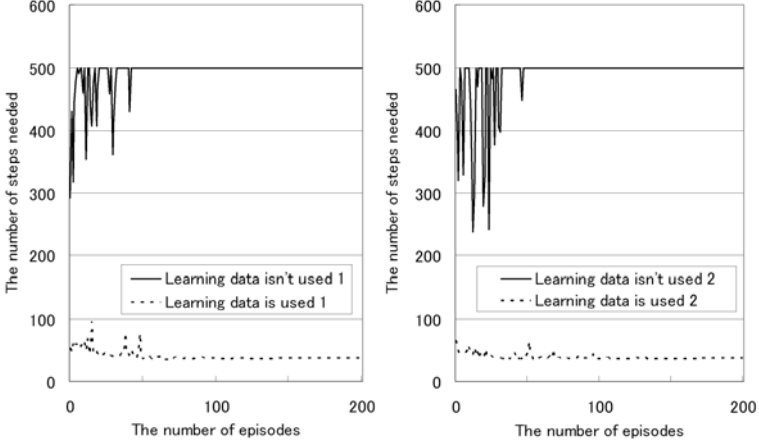 600
500
400
300
200
100
0
The number of steps needed
Learning data isn't used 1
Learning data is used 1
0
100
200
The number of episodes
600
500
400
300
200
100
0
The number of steps needed
Learning data isn't used 2
Learning data is used 2
0
100
200
The number of episodes